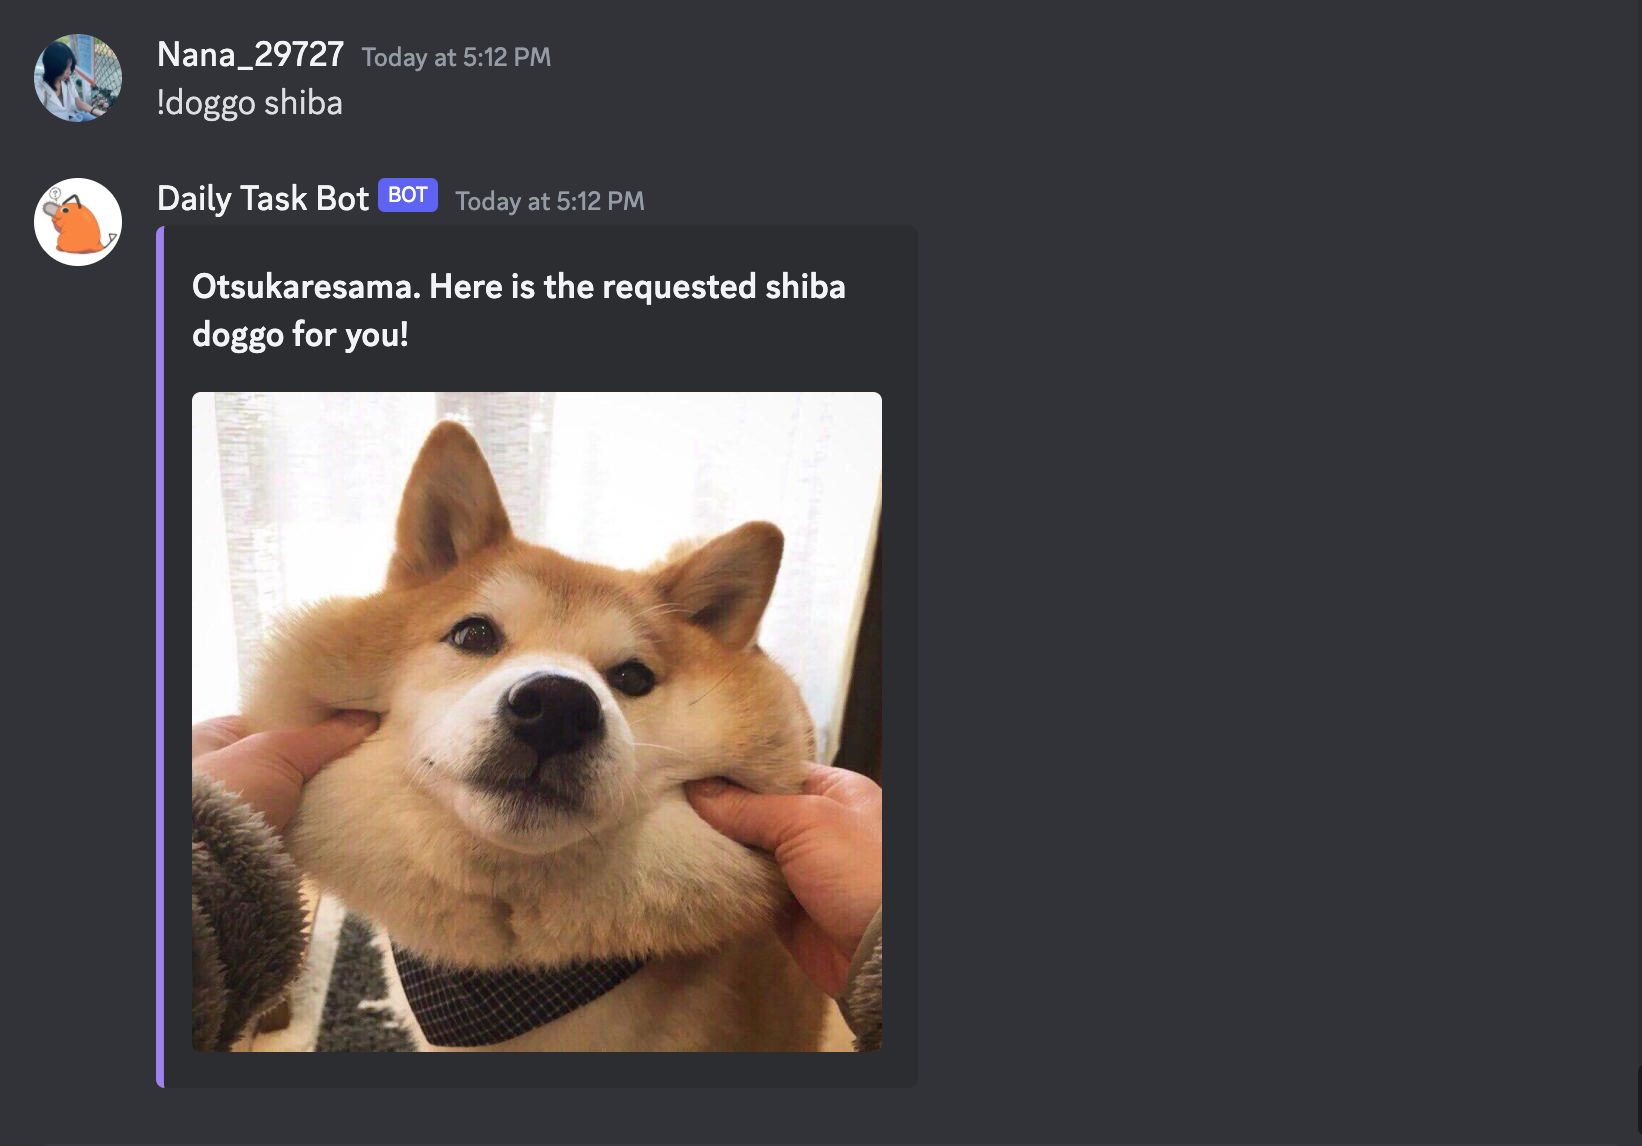 Nana_29727 Today at 5:12 PM
!doggo shiba
Daily Task Bot BOT Today at 5:12 PM
Otsukaresama. Here is the requested shiba
doggo for you!